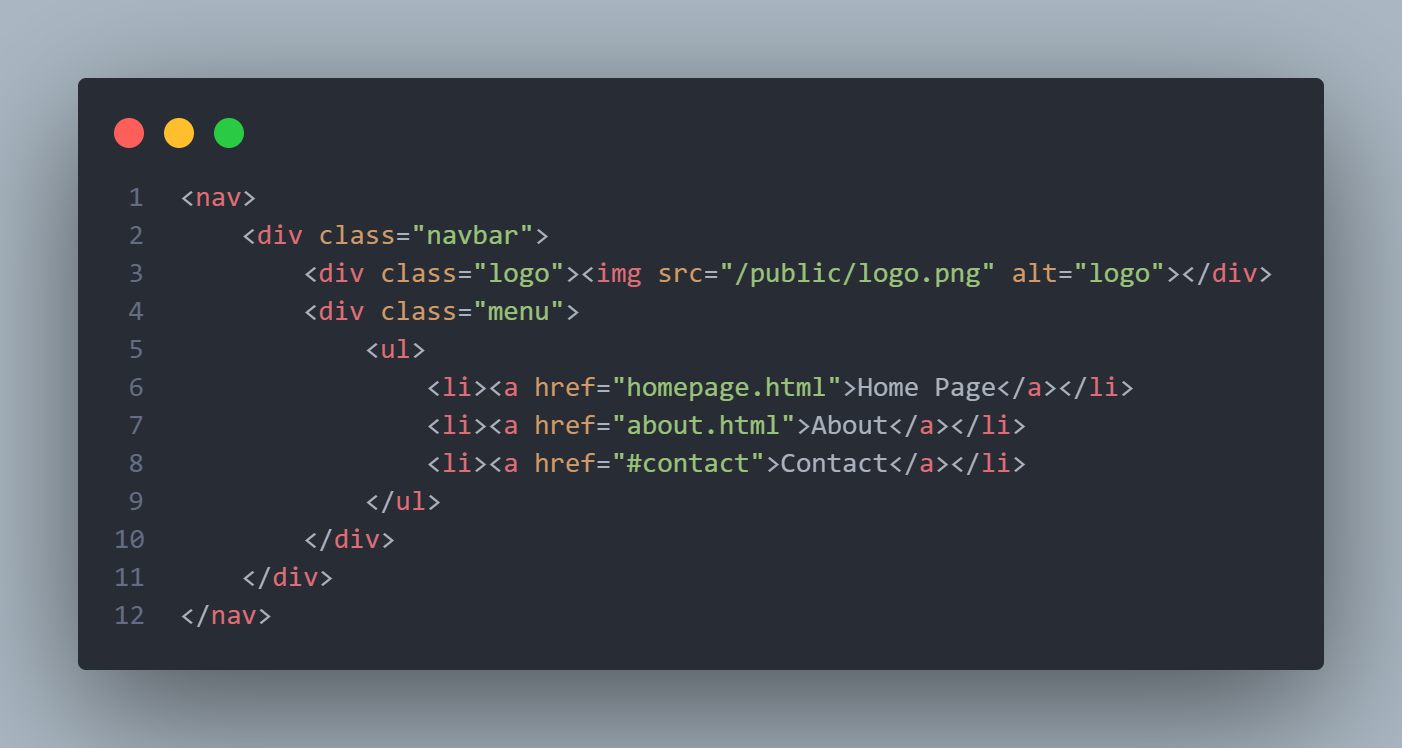 1 <nav>
2     <div class="navbar">
3         <div class="logo"><img src="/public/logo.png" alt="logo"></div>
4         <div class="menu">
5             <ul>
6                 <li><a href="homepage.html">Home Page</a></li>
7                 <li><a href="about.html">About</a></li>
8                 <li><a href="#contact">Contact</a></li>
9             </ul>
10         </div>
11     </div>
12 </nav>